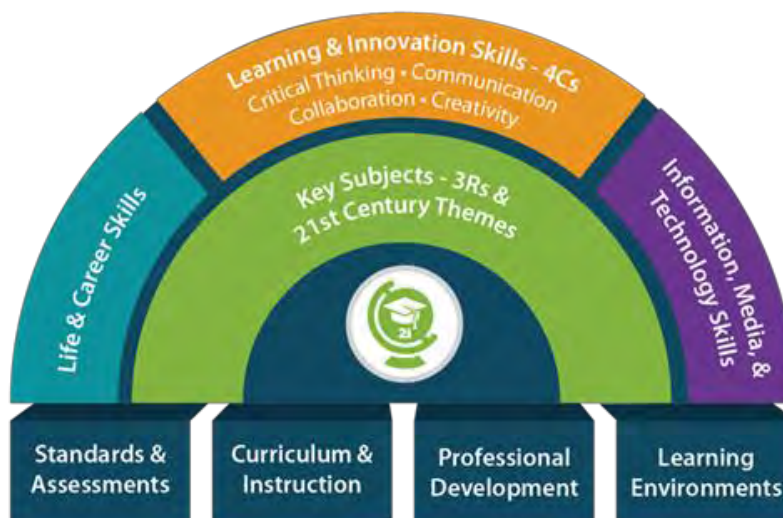 Learning & Innovation Skills - 4Cs
Critical Thinking • Communication
Collaboration • Creativity
Life & Career Skills
Key Subjects - 3Rs &
21st Century Themes
Information, Media, &
Technology Skills
21
Standards &
Assessments
Curriculum &
Instruction
Professional
Development
Learning
Environments